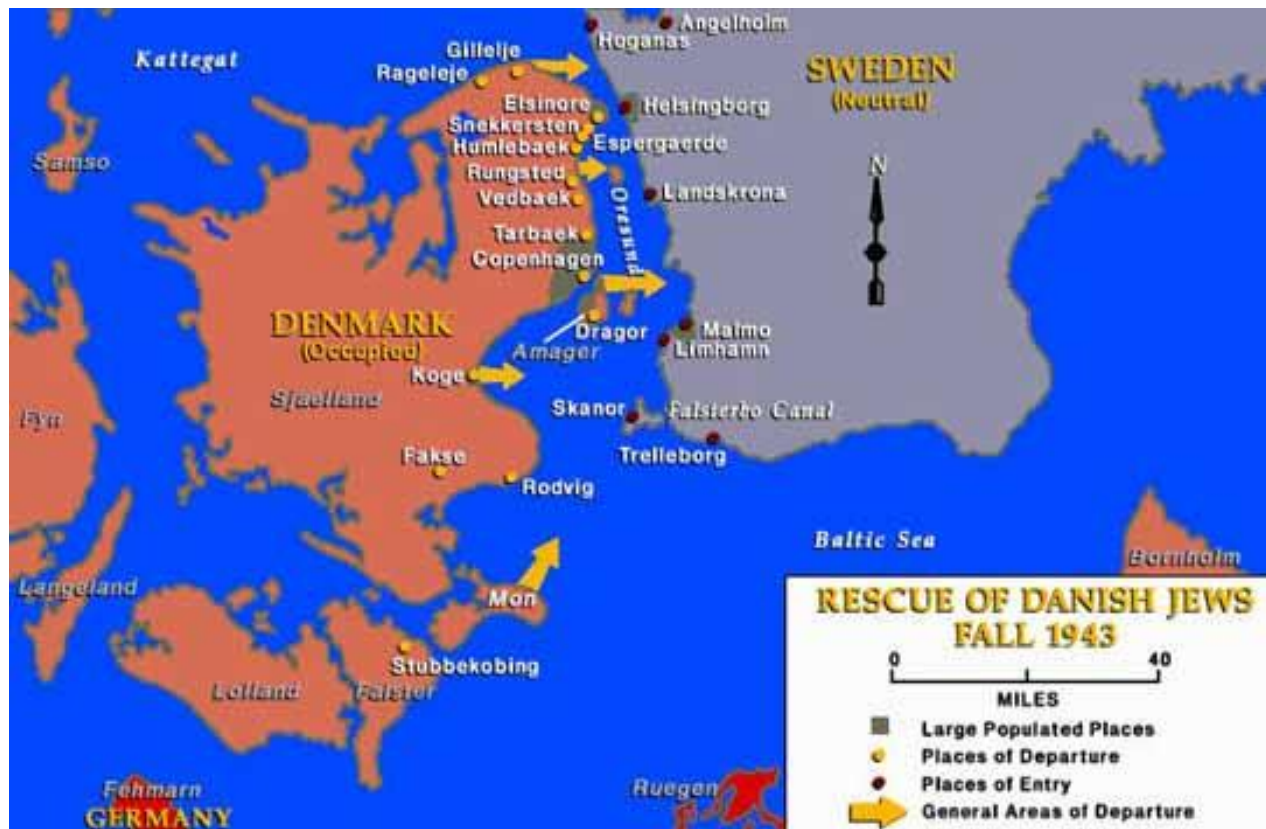 Kattegat
Gillelje
Rageleje
Angelholm
Hoganas
SWEDEN
(Neutral)
Elsinore
Helsingborg
Snekkersten
Espergaerde
Humlebaek
Samso
Rungsted
Vedbaek
Landskrona
N
Oresund
Tarbaek
Copenhagen
DENMARK
(Occupied)
Dragor
Malmo
Amager
Limhamn
Koge
Sjaelland
Fyn
Skanor
Falsterbo Canal
Fakse
Trelleborg
Rodvig
Baltic Sea
Bornholm
Langeland
Mon
Stubbekobing
Lolland
Falster
Fehmarn
GERMANY
Ruegen
RESCUE OF DANISH JEWS
FALL 1943
0 40
MILES
Large Populated Places
Places of Departure
Places of Entry
General Areas of Departure